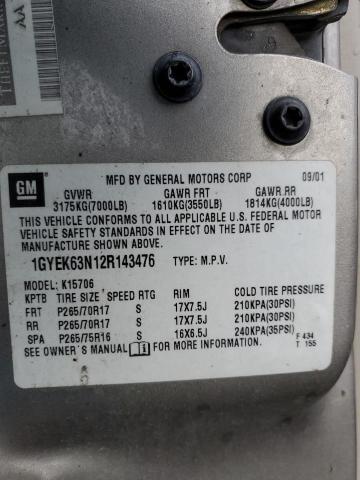 THEFT
AA
GM
MFD BY GENERAL MOTORS CORP 09/01
GVWR GAWR FRT GAWR RR
3175KG(7000LB) 1610KG(3550LB) 1814KG(4000LB)
THIS VEHICLE CONFORMS TO ALL APPLICABLE U.S. FEDERAL MOTOR
VEHICLE SAFETY STANDARDS IN EFFECT ON THE DATE OF
MANUFACTURE SHOWN ABOVE.
1GYEK63N12R143476 TYPE: M.P.V.
MODEL: K15706
KPTB TIRE SIZE SPEED RTG RIM COLD TIRE PRESSURE
FRT P265/70R17 S 17X7.5J 210KPA(30PSI)
RR P265/70R17 S 17X7.5J 210KPA(30PSI)
SPA P265/75R16 S 16X6.5J 240KPA(35PSI)
SEE OWNER'S MANUAL FOR MORE INFORMATION.
F 434
T 155